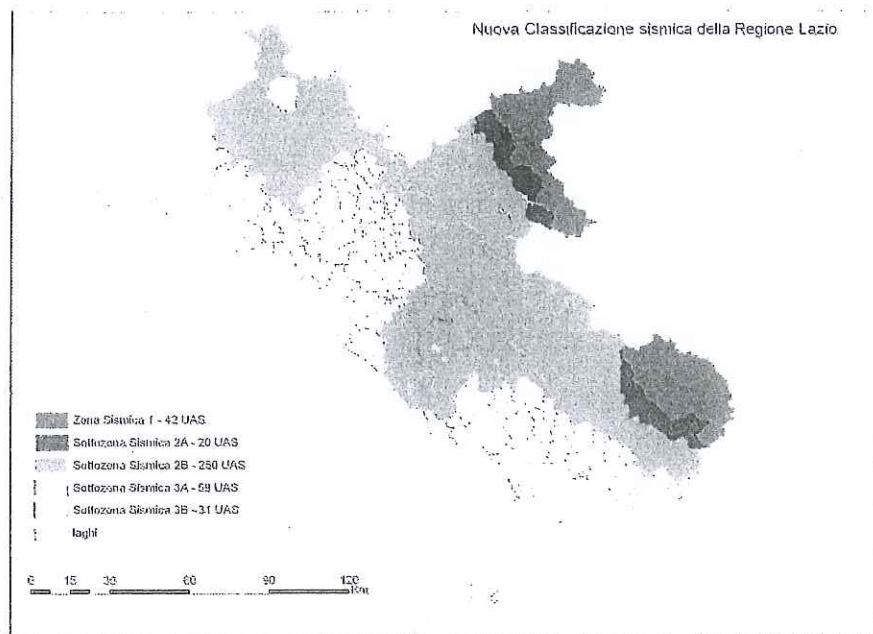 Nuova Classificazione sismica della Regione Lazio
Zona Sismica 1 - 42 UAS
Sottozona Sismica 2A - 20 UAS
Sottozona Sismica 2B - 250 UAS
Sottozona Sismica 3A - 59 UAS
Sottozona Sismica 3B - 31 UAS
laghi
0 15 30 60 90 120
Km